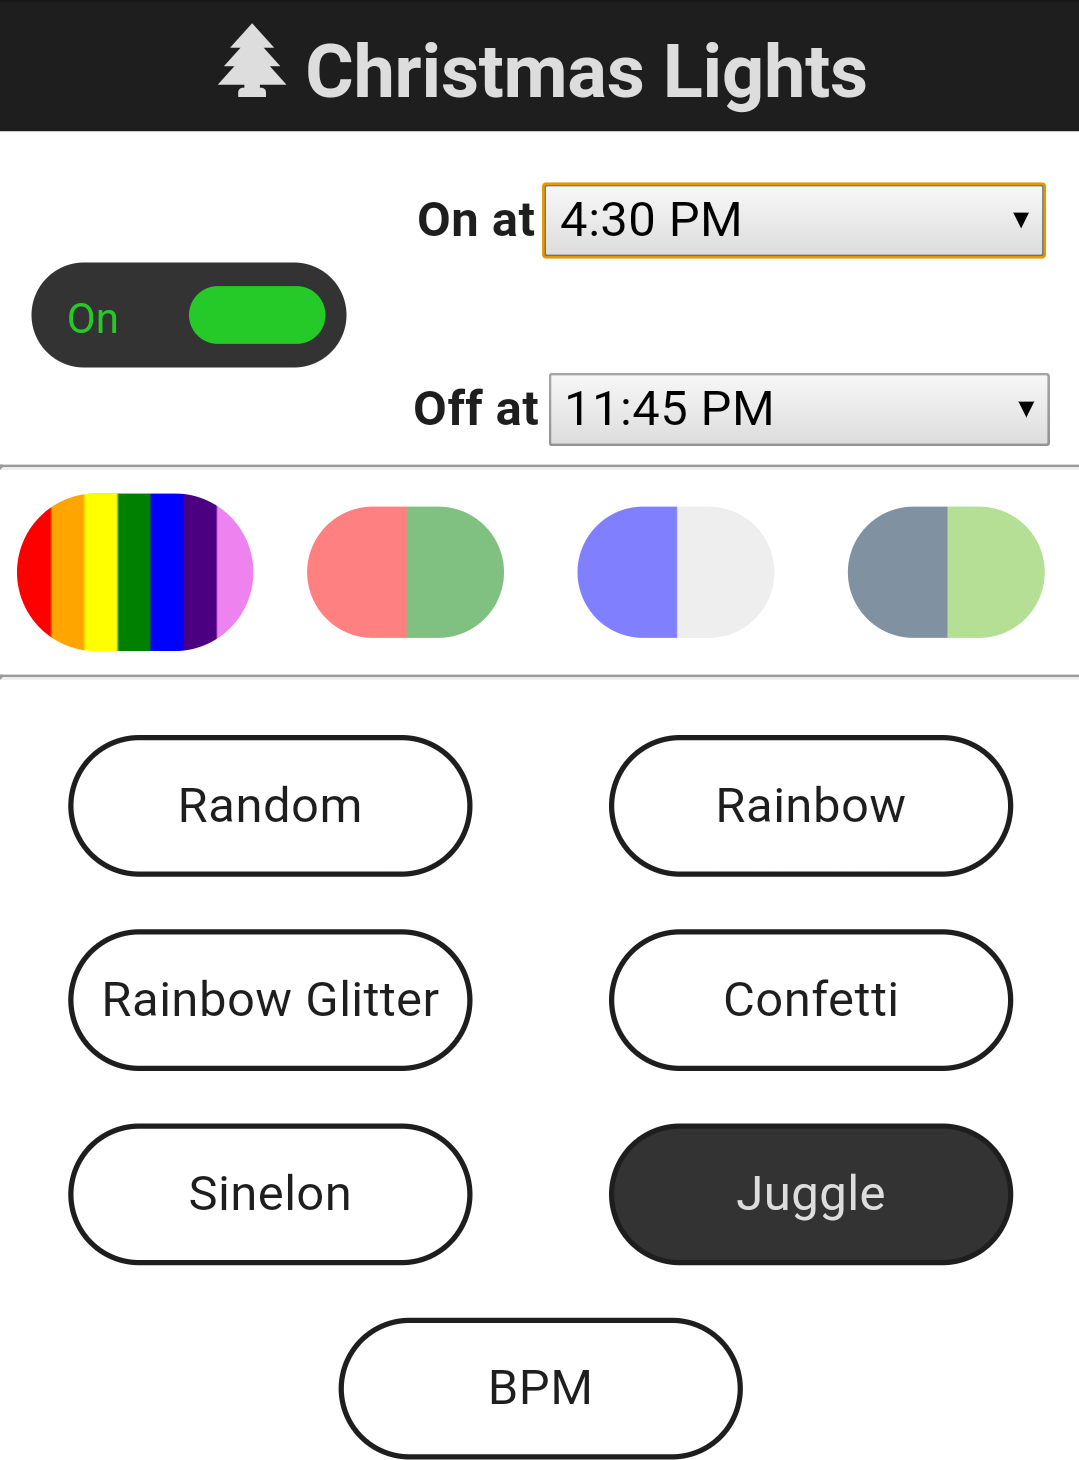 Christmas Lights
On at 4:30 PM
On
Off at 11:45 PM
Random
Rainbow
Rainbow Glitter
Confetti
Sinelon
Juggle
BPM